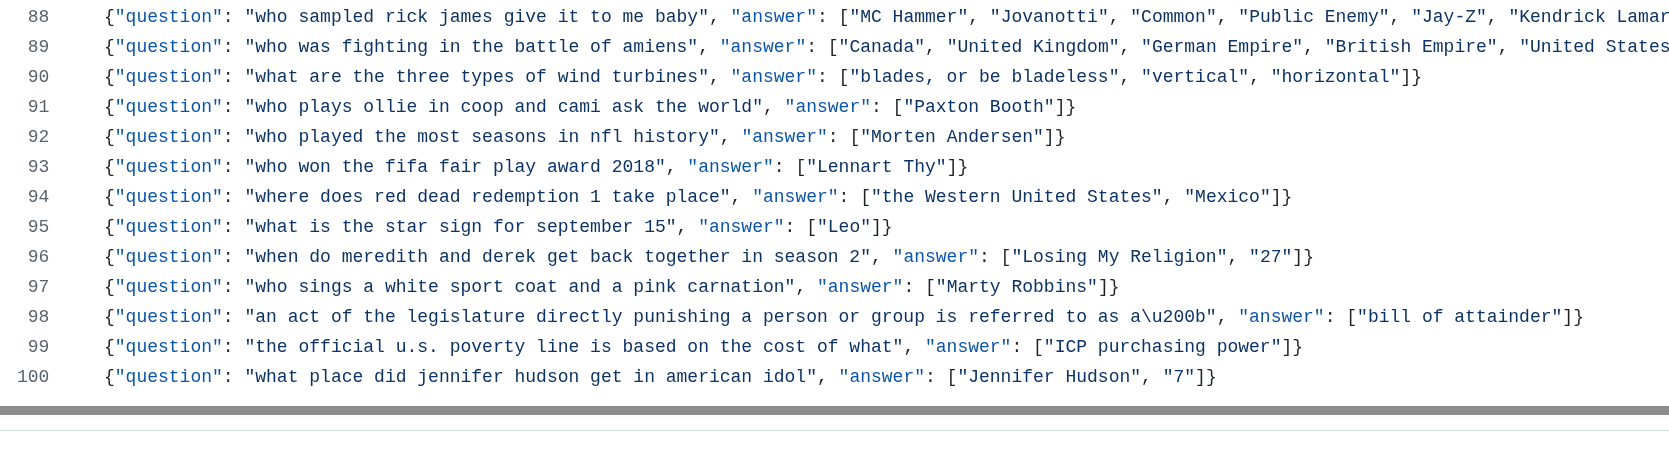 88 {"question": "who sampled rick james give it to me baby", "answer": ["MC Hammer", "Jovanotti", "Common", "Public Enemy", "Jay-Z", "Kendrick Lamar
89 {"question": "who was fighting in the battle of amiens", "answer": ["Canada", "United Kingdom", "German Empire", "British Empire", "United States
90 {"question": "what are the three types of wind turbines", "answer": ["blades, or be bladeless", "vertical", "horizontal"]}
91 {"question": "who plays ollie in coop and cami ask the world", "answer": ["Paxton Booth"]}
92 {"question": "who played the most seasons in nfl history", "answer": ["Morten Andersen"]}
93 {"question": "who won the fifa fair play award 2018", "answer": ["Lennart Thy"]}
94 {"question": "where does red dead redemption 1 take place", "answer": ["the Western United States", "Mexico"]}
95 {"question": "what is the star sign for september 15", "answer": ["Leo"]}
96 {"question": "when do meredith and derek get back together in season 2", "answer": ["Losing My Religion", "27"]}
97 {"question": "who sings a white sport coat and a pink carnation", "answer": ["Marty Robbins"]}
98 {"question": "an act of the legislature directly punishing a person or group is referred to as a\u200b", "answer": ["bill of attainder"]}
99 {"question": "the official u.s. poverty line is based on the cost of what", "answer": ["ICP purchasing power"]}
100 {"question": "what place did jennifer hudson get in american idol", "answer": ["Jennifer Hudson", "7"]}